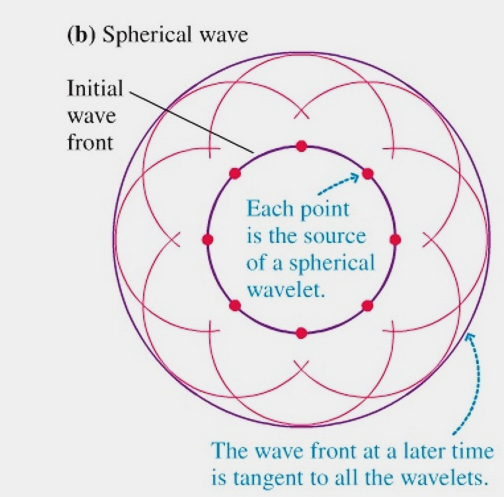 (b) Spherical wave
Initial
wave
front
Each point
is the source
of a spherical
wavelet.
The wave front at a later time
is tangent to all the wavelets.